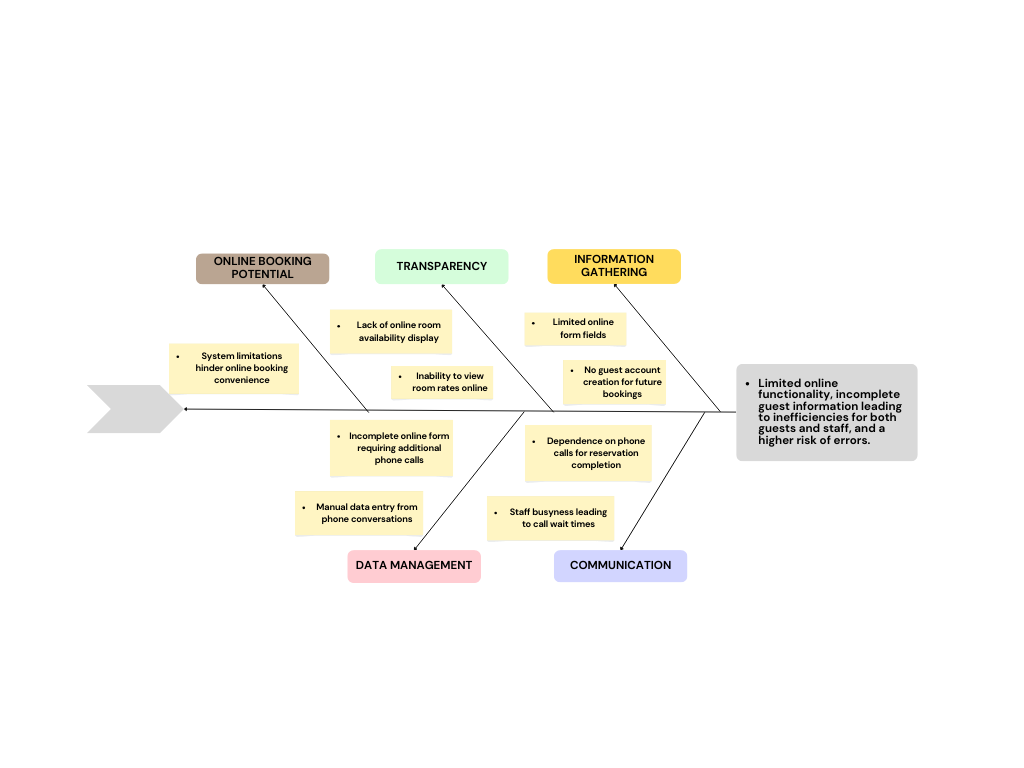 ONLINE BOOKING
POTENTIAL
TRANSPARENCY
INFORMATION
GATHERING
• Lack of online room
availability display
• Limited online
form fields
• System limitations
hinder online booking
convenience
• Inability to view
room rates online
• No guest account
creation for future
bookings
• Limited online
functionality, incomplete
guest information leading
to inefficiencies for both
guests and staff, and a
higher risk of errors.
• Incomplete online form
requiring additional
phone calls
• Dependence on phone
calls for reservation
completion
• Manual data entry from
phone conversations
• Staff busyness leading
to call wait times
DATA MANAGEMENT
COMMUNICATION